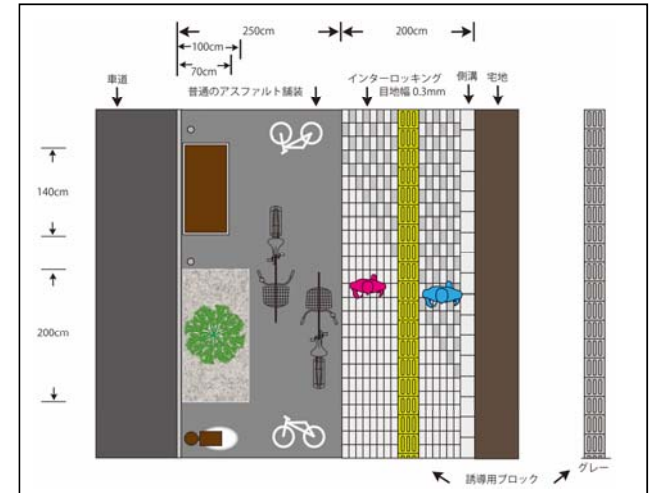 250cm
200cm
100cm
70cm
車道
普通のアスファルト舗装
インターロッキング
目地幅 0.3mm
側溝
宅地
140cm
200cm
誘導用ブロック
グレー